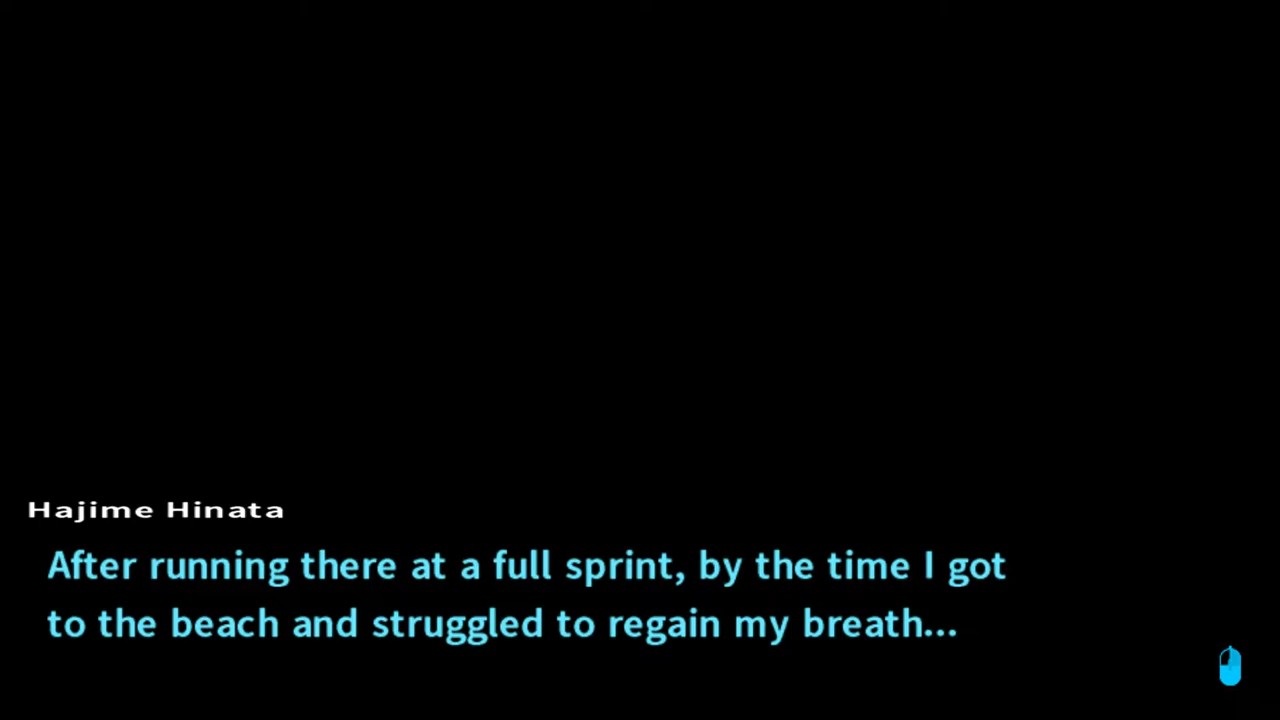 Hajime Hinata
After running there at a full sprint, by the time I got
to the beach and struggled to regain my breath...